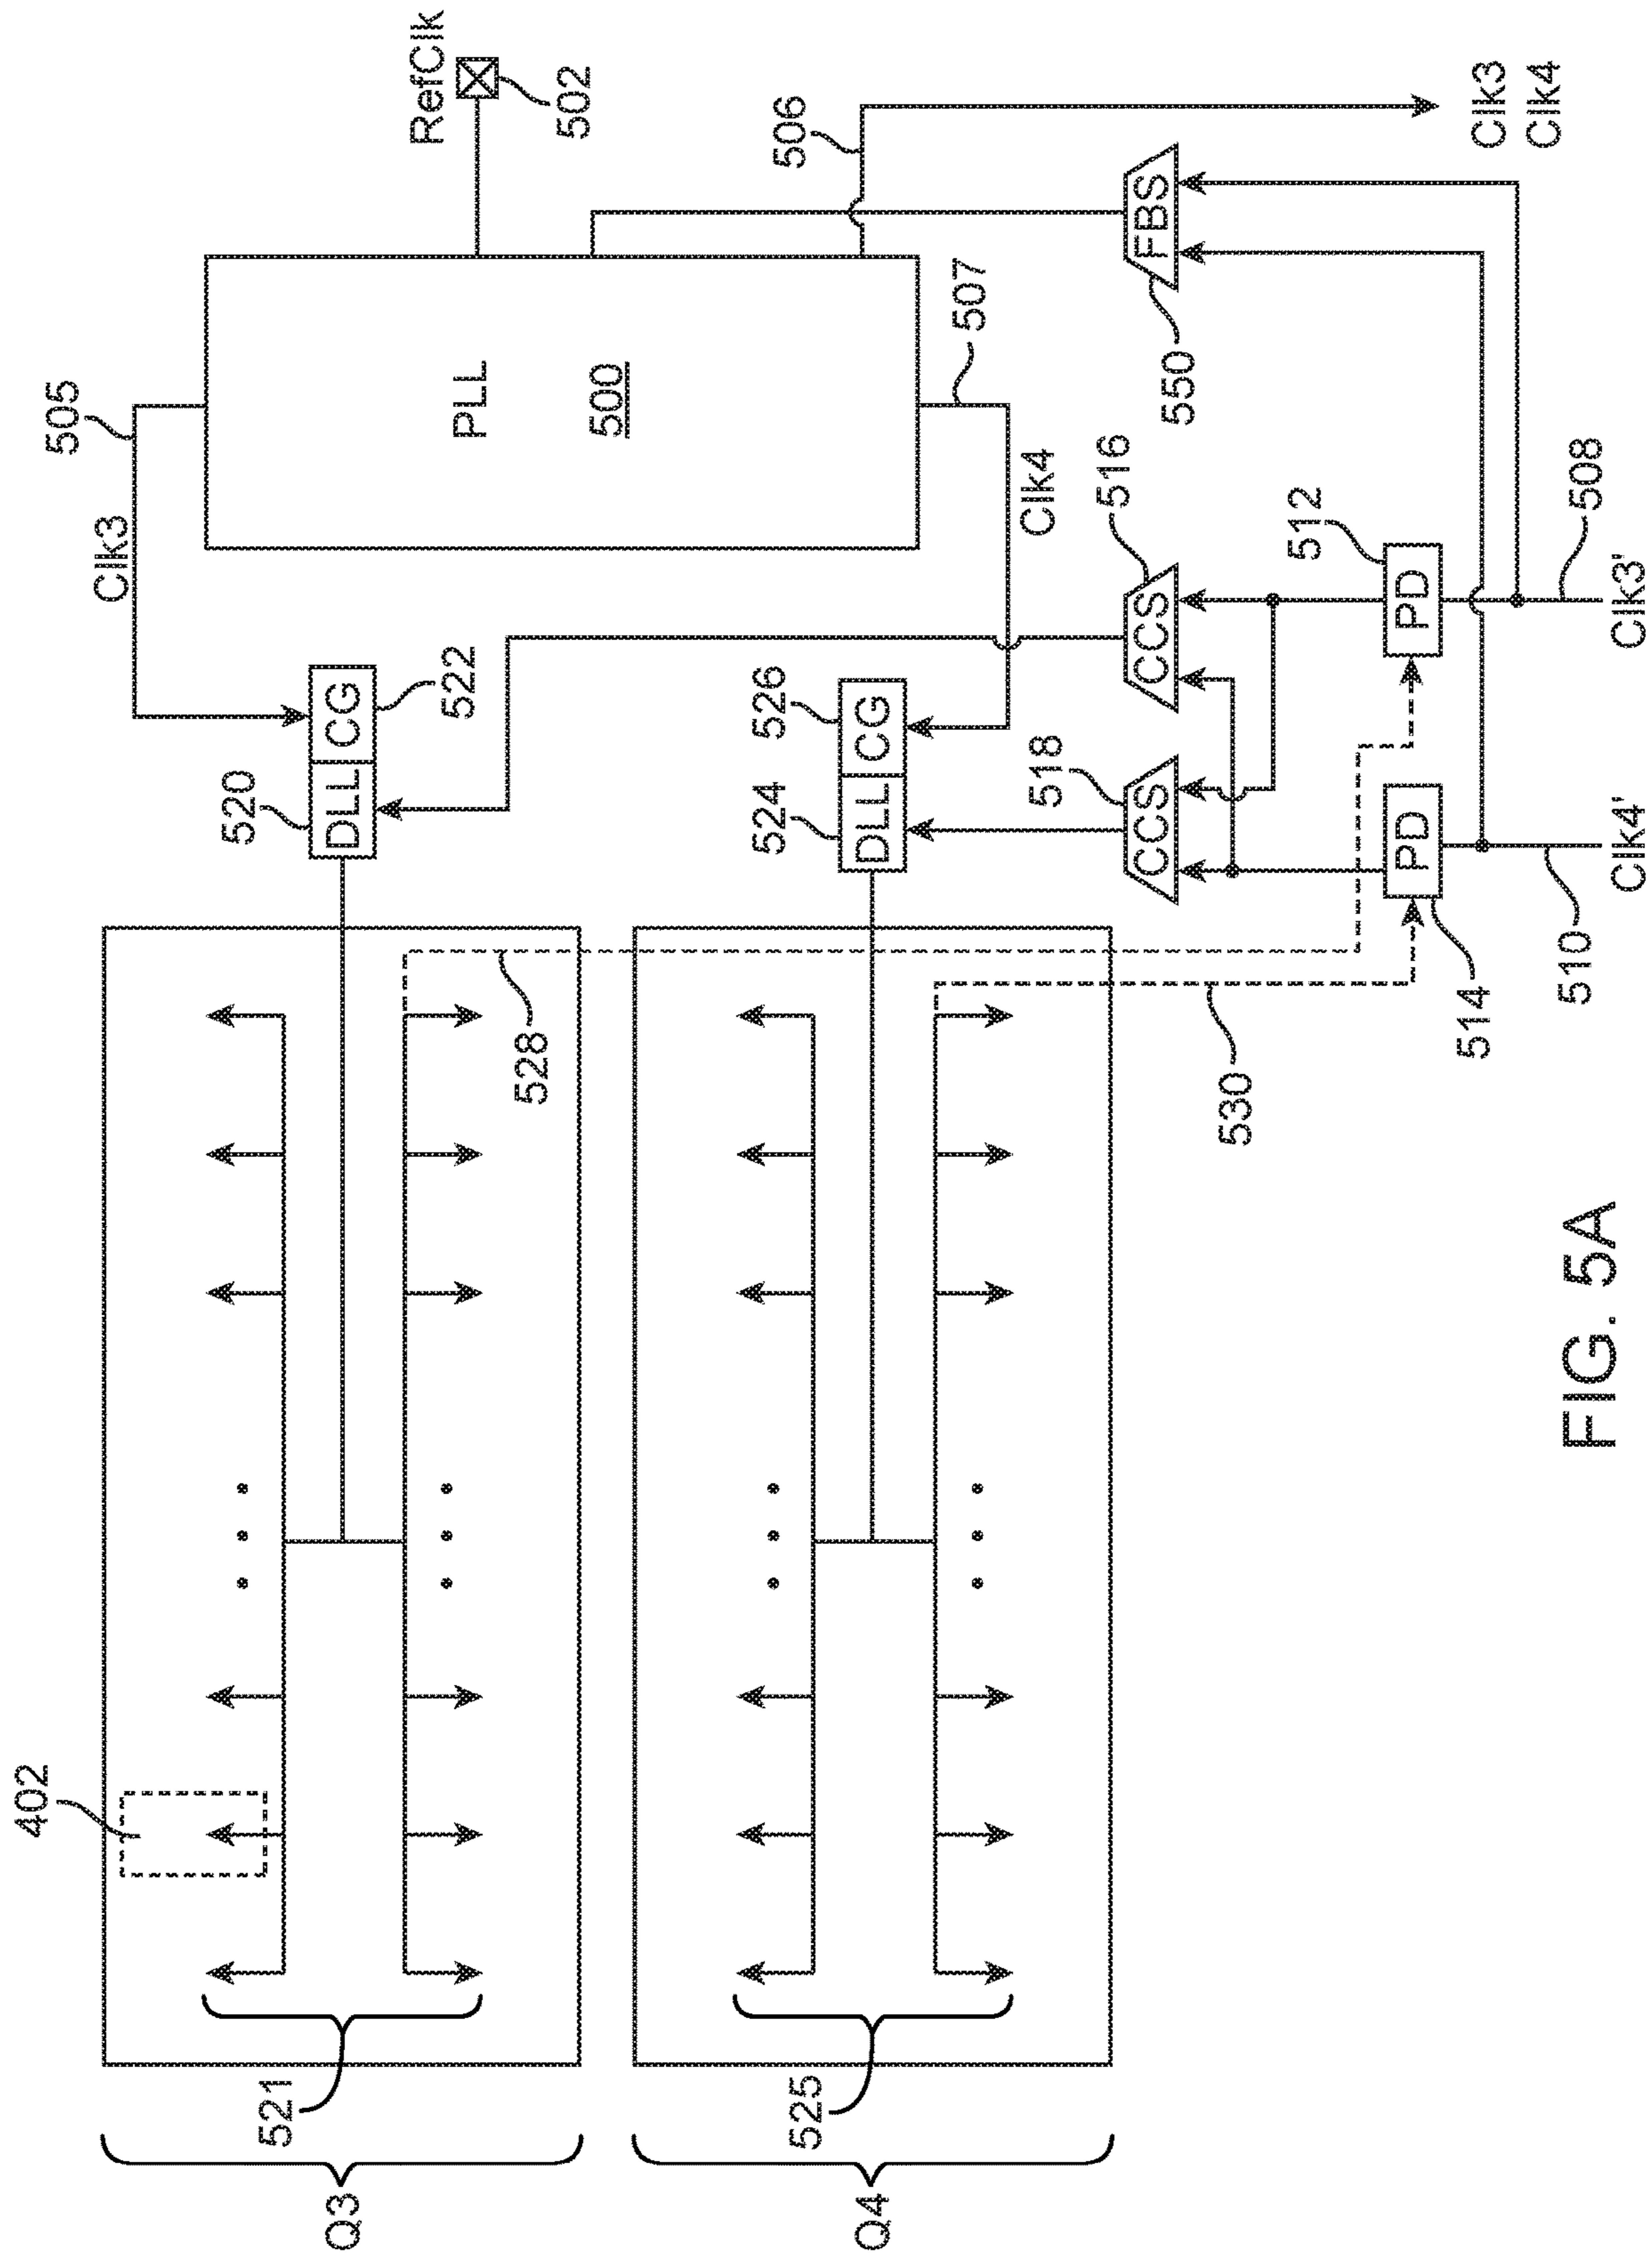 RefClk
502
506
Clk3
Clk4
505
Clk3
PLL
500
507
Clk4
FBS
550
CG
522
DLL
520
CG
526
DLL
524
CCS
516
CCS
518
PD
512
PD
514
508
Clk3'
510
Clk4'
528
530
402
521
525
Q3
Q4
FIG. 5A